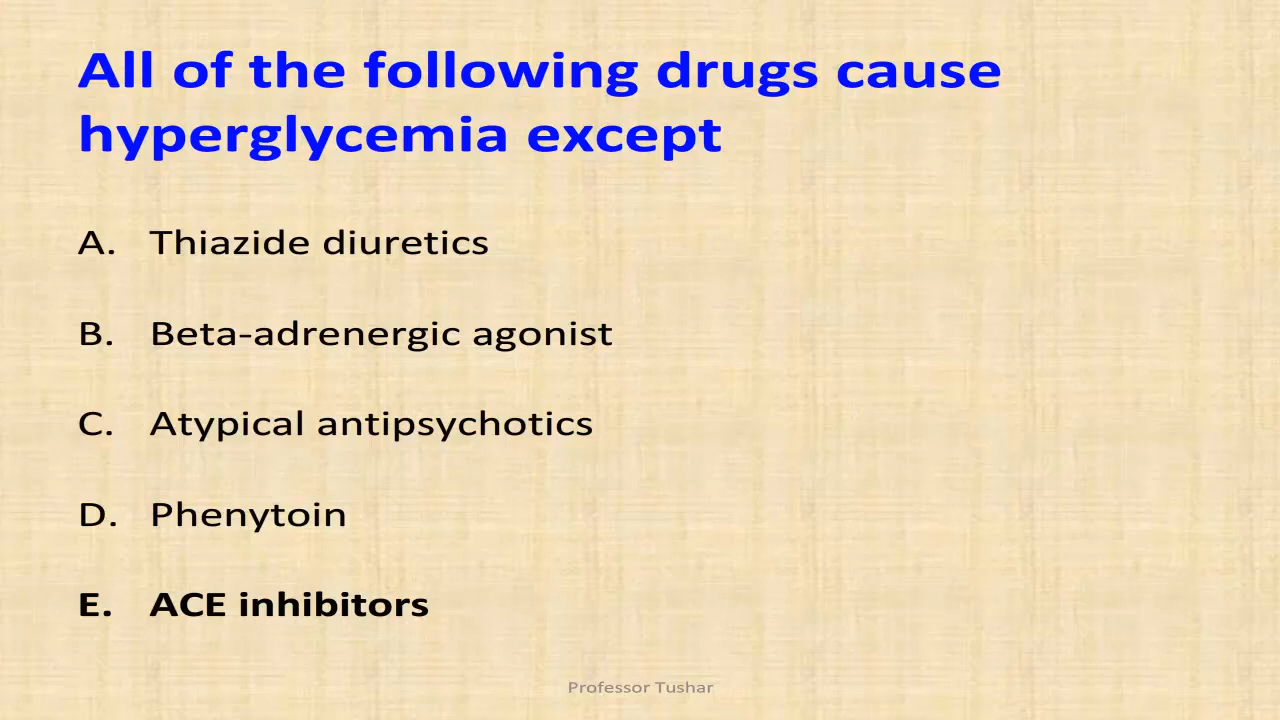 All of the following drugs cause
hyperglycemia except
A. Thiazide diuretics
B. Beta-adrenergic agonist
C. Atypical antipsychotics
D. Phenytoin
E. ACE inhibitors
Professor Tushar